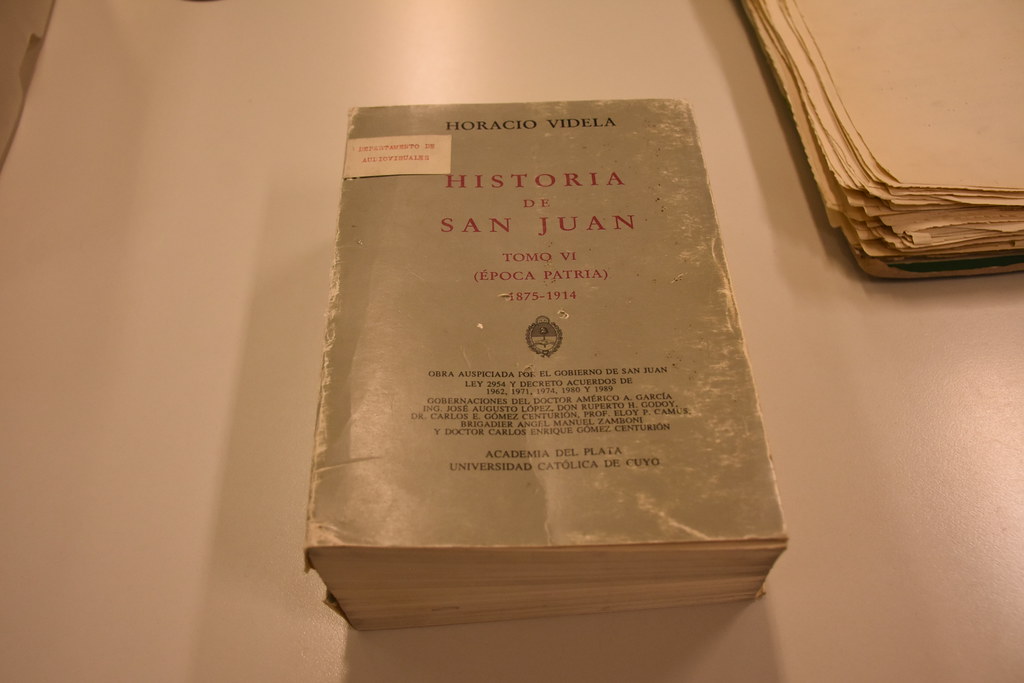 HORACIO VIDELA
DEPARTAMENTO DE
AUDIOVISUALES
HISTORIA
DE
SAN JUAN
TOMO VI
(ÉPOCA PATRIA)
1875-1914
OBRA AUSPICIADA POR EL GOBIERNO DE SAN JUAN
LEY 2954 Y DECRETO ACUERDOS DE
1962, 1971, 1974, 1980 Y 1989
GOBERNACIONES DEL DOCTOR AMÉRICO A. GARCÍA
ING. JOSÉ AUGUSTO LÓPEZ, DON RUPERTO H. GODOY,
DR. CARLOS E. GÓMEZ CENTURIÓN, PROF. ELOY P. CAMUS,
BRIGADIER ANGEL MANUEL ZAMBONI
Y DOCTOR CARLOS ENRIQUE GÓMEZ CENTURIÓN
ACADEMIA DEL PLATA
UNIVERSIDAD CATÓLICA DE CUYO